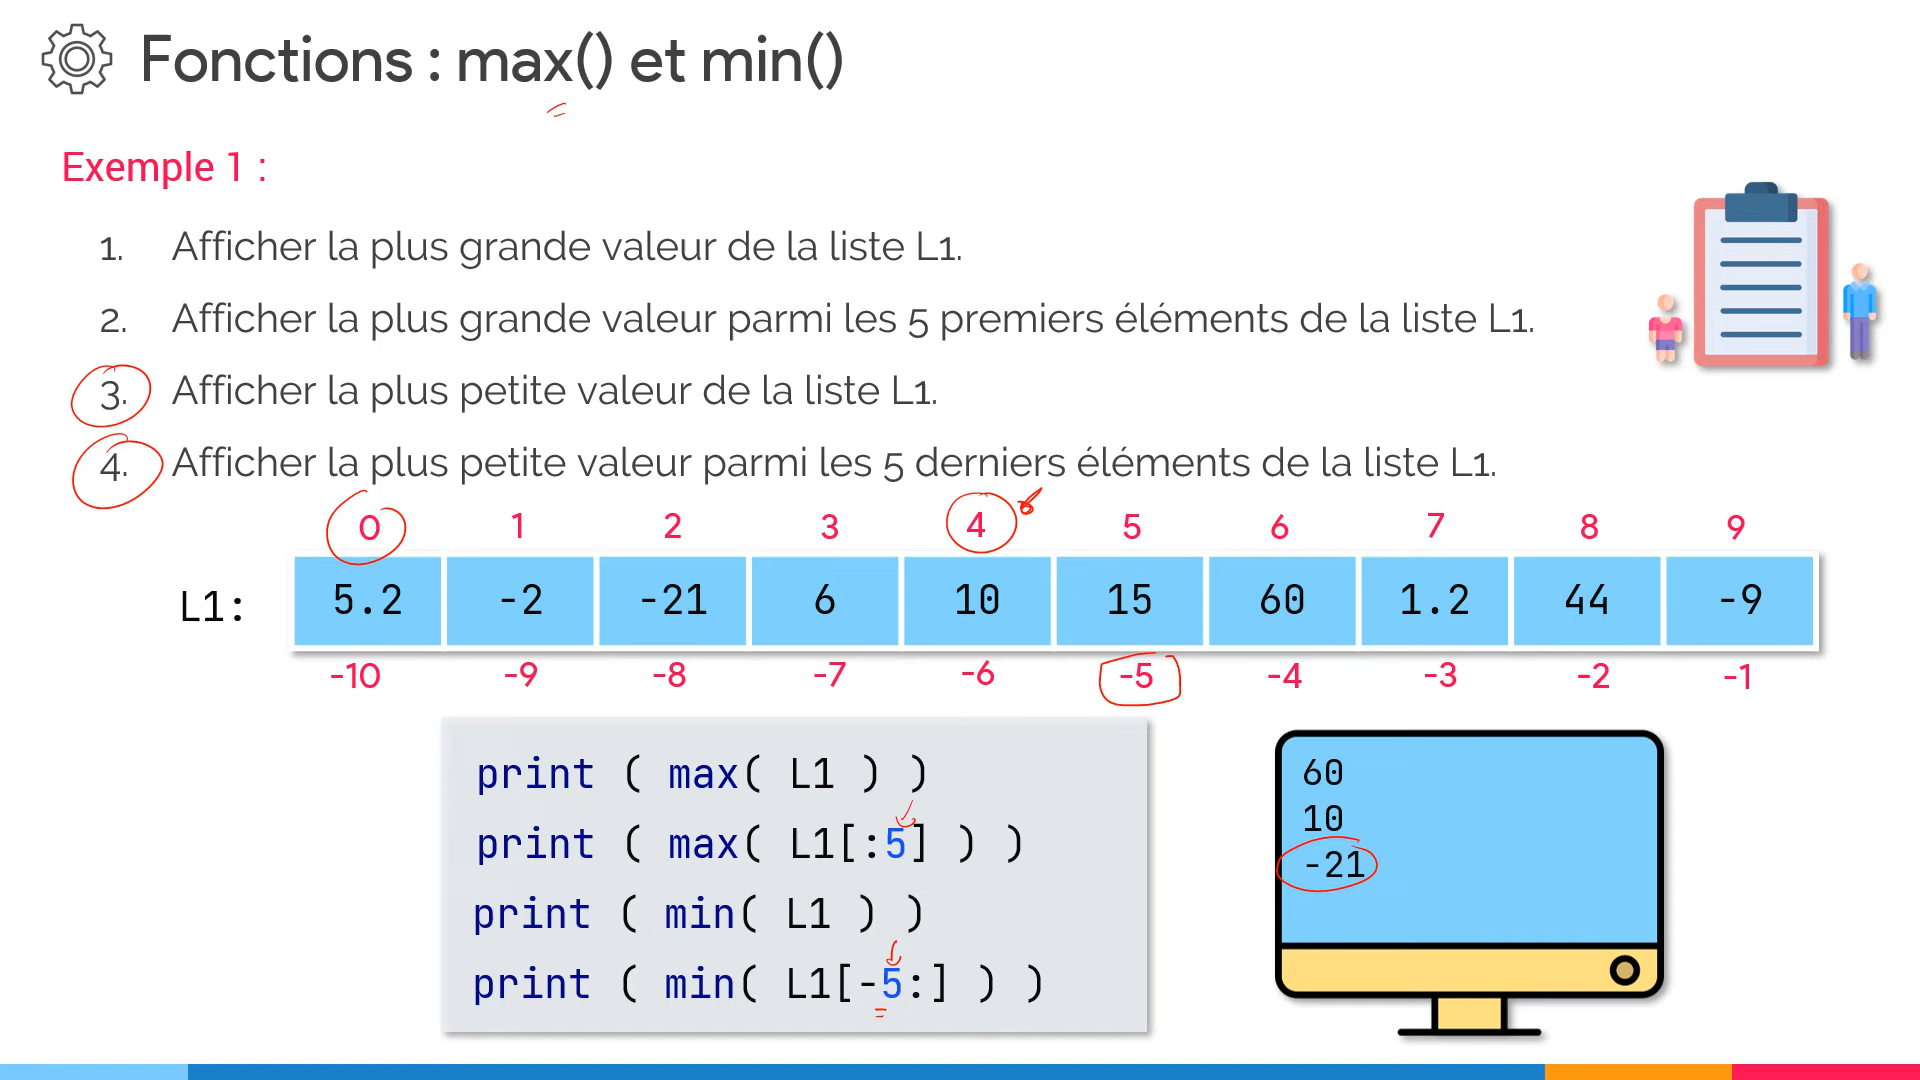 Fonctions : max() et min()
Exemple 1 :
1. Afficher la plus grande valeur de la liste L1.
2. Afficher la plus grande valeur parmi les 5 premiers éléments de la liste L1.
3. Afficher la plus petite valeur de la liste L1.
4. Afficher la plus petite valeur parmi les 5 derniers éléments de la liste L1.
0 1 2 3 4 5 6 7 8 9
L1: 5.2 -2 -21 6 10 15 60 1.2 44 -9
-10 -9 -8 -7 -6 -5 -4 -3 -2 -1
print ( max( L1 ) )
print ( max( L1[:5] ) )
print ( min( L1 ) )
print ( min( L1[-5:] ) )
60
10
-21